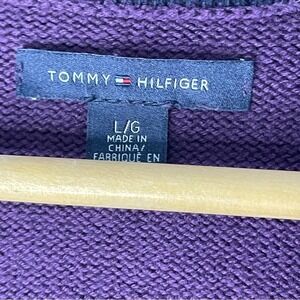 TOMMY HILFIGER
L/G
MADE IN
CHINA/
FABRIQUÉ EN